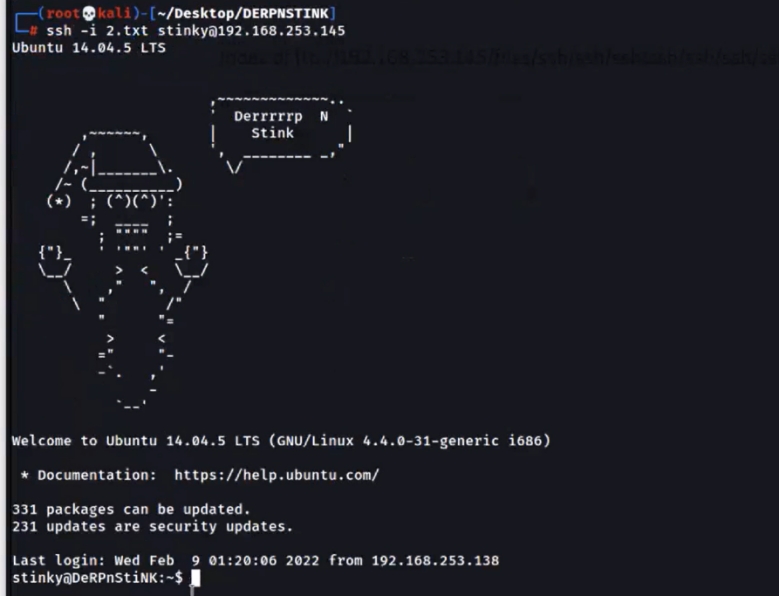 ┌──(root💀kali)-[~/Desktop/DERPNSTINK]
└─# ssh -i 2.txt stinky@192.168.253.145
Ubuntu 14.04.5 LTS
Derrrrrp N
Stink
Welcome to Ubuntu 14.04.5 LTS (GNU/Linux 4.4.0-31-generic i686)
* Documentation: https://help.ubuntu.com/
331 packages can be updated.
231 updates are security updates.
Last login: Wed Feb 9 01:20:06 2022 from 192.168.253.138
stinky@DeRPnStiNK:~$